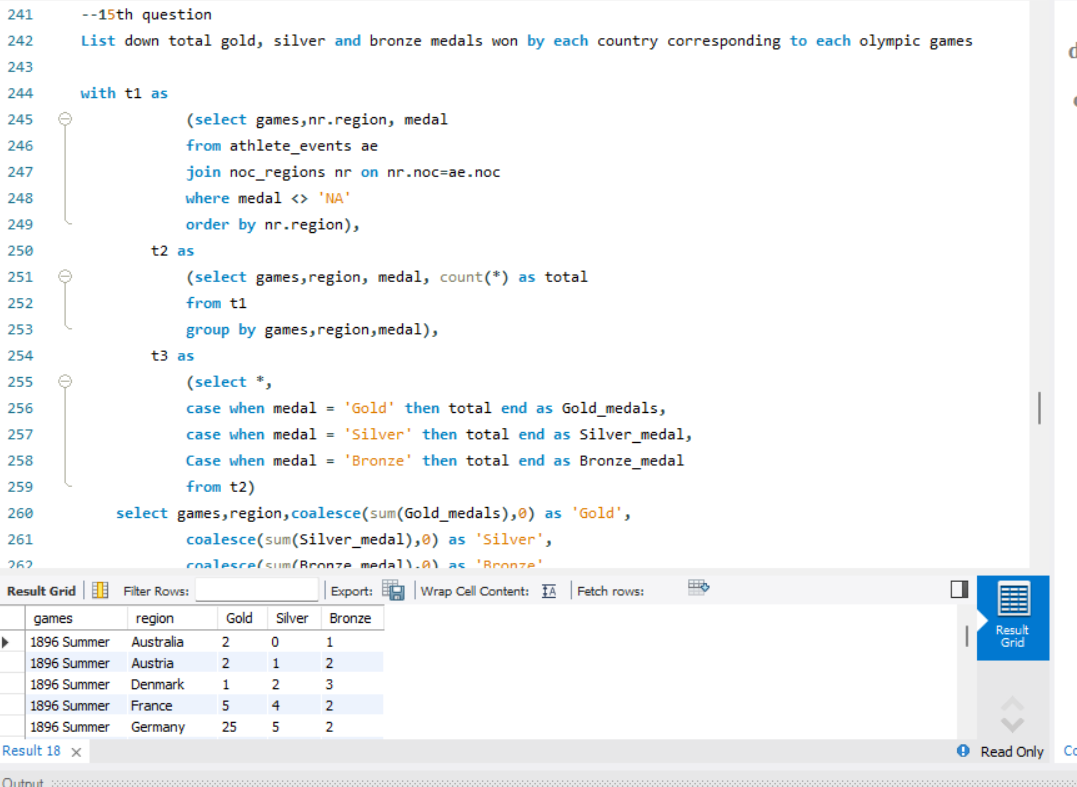 241 --15th question
242 List down total gold, silver and bronze medals won by each country corresponding to each olympic games
243
244 with t1 as
245 (select games,nr.region, medal
246 from athlete_events ae
247 join noc_regions nr on nr.noc=ae.noc
248 where medal <> 'NA'
249 order by nr.region),
250 t2 as
251 (select games,region, medal, count(*) as total
252 from t1
253 group by games,region,medal),
254 t3 as
255 (select *,
256 case when medal = 'Gold' then total end as Gold_medals,
257 case when medal = 'Silver' then total end as Silver_medal,
258 Case when medal = 'Bronze' then total end as Bronze_medal
259 from t2)
260 select games,region,coalesce(sum(Gold_medals),0) as 'Gold',
261 coalesce(sum(Silver_medal),0) as 'Silver',
262 coalesce(sum(Bronze_medal),0) as 'Bronze'
Result Grid Filter Rows: Export: Wrap Cell Content: Fetch rows:
games region Gold Silver Bronze
1896 Summer Australia 2 0 1
1896 Summer Austria 2 1 2
1896 Summer Denmark 1 2 3
1896 Summer France 5 4 2
1896 Summer Germany 25 5 2
Result
Grid
Result 18 Read Only
Output